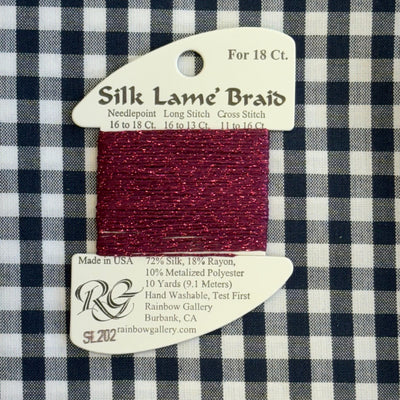 For 18 Ct.
Silk Lame' Braid
Needlepoint Long Stitch Cross Stitch
16 to 18 Ct. 16 to 13 Ct. 11 to 16 Ct
Made in USA 72% Silk, 18% Rayon,
10% Metalized Polyester
10 Yards (9.1 Meters)
Hand Washable, Test First
Rainbow Gallery
Burbank, CA
rainbowgallery.com
RG
SL202